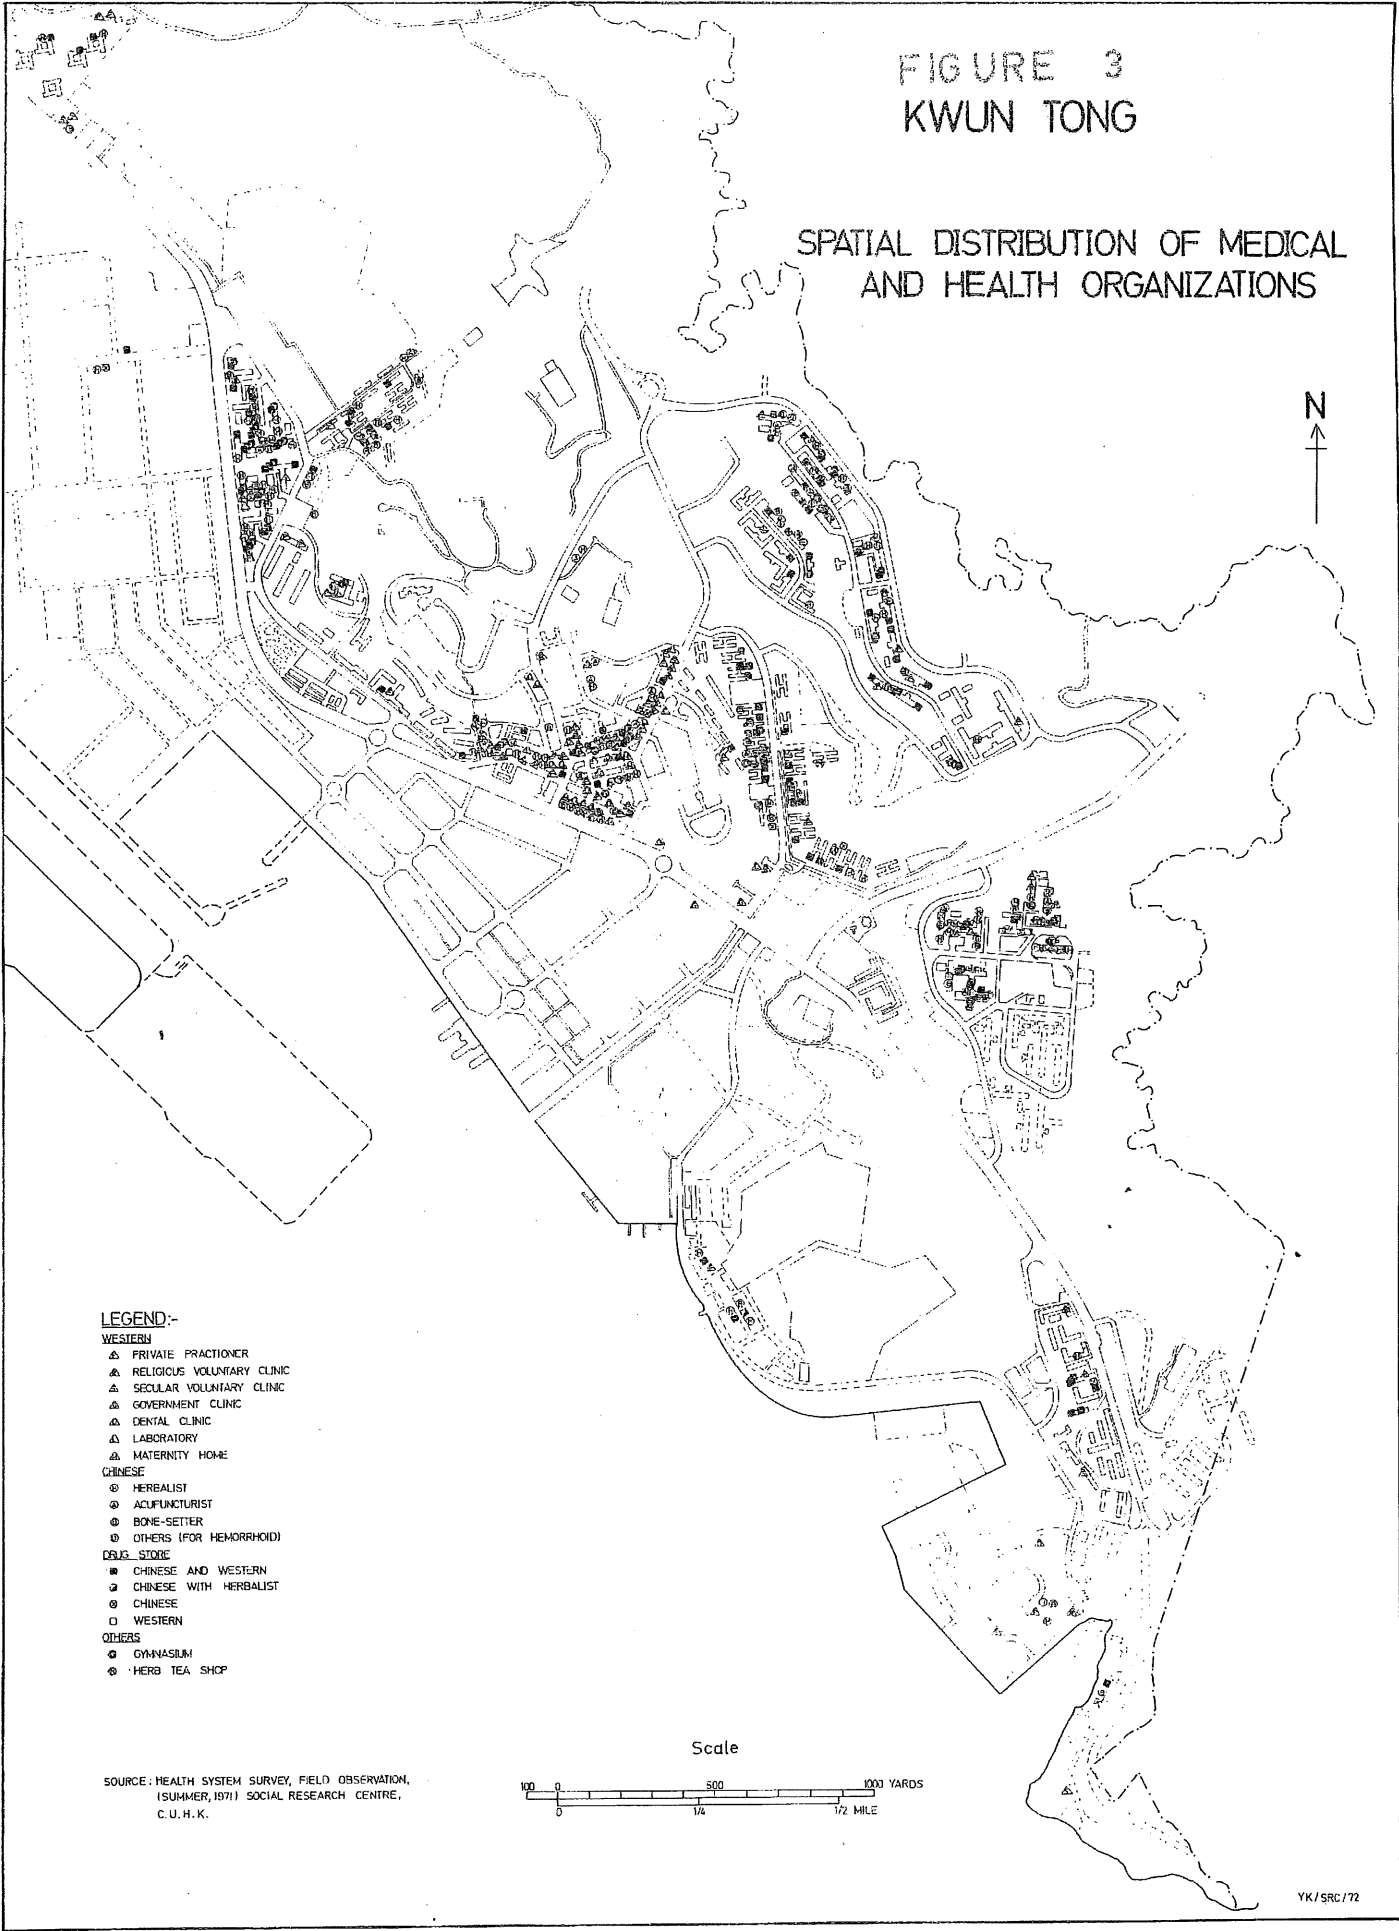 FIGURE 3
KWUN TONG
SPATIAL DISTRIBUTION OF MEDICAL
AND HEALTH ORGANIZATIONS
N
LEGEND:-
WESTERN
PRIVATE PRACTIONER
RELIGIOUS VOLUNTARY CLINIC
SECULAR VOLUNTARY CLINIC
GOVERNMENT CLINIC
DENTAL CLINIC
LABORATORY
MATERNITY HOME
CHINESE
HERBALIST
ACUPUNCTURIST
BONE-SETTER
OTHERS (FOR HEMORRHOID)
DRUG STORE
CHINESE AND WESTERN
CHINESE WITH HERBALIST
CHINESE
WESTERN
OTHERS
GYMNASIUM
HERB TEA SHOP
SOURCE: HEALTH SYSTEM SURVEY, FIELD OBSERVATION,
(SUMMER, 1971) SOCIAL RESEARCH CENTRE,
C.U.H.K.
Scale
100 0 500 1000 YARDS
0 1/4 1/2 MILE
YK/SRC/72